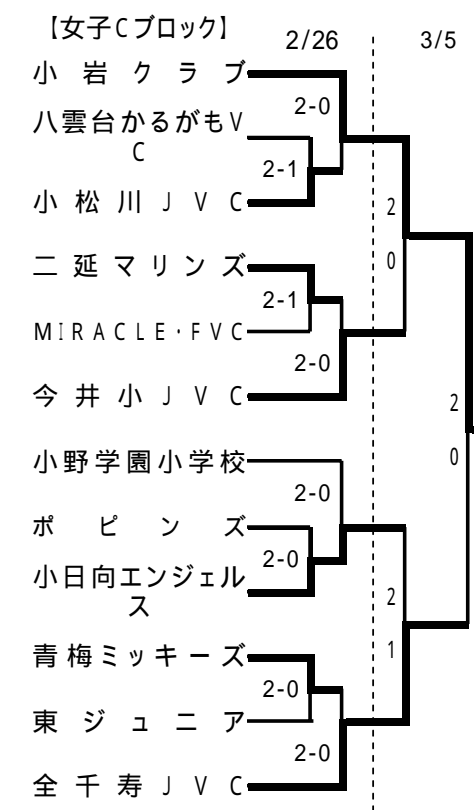 【女子Cブロック】
2/26
3/5
小岩クラブ
2-0
八雲台かるがもV
C
2-1
小松川JVC
2
0
二延マリンズ
2-1
MIRACLE・FVC
2-0
今井小JVC
2
0
小野学園小学校
2-0
ポピンズ
2-0
小日向エンジェル
ス
2
1
青梅ミッキーズ
2-0
東ジュニア
2-0
全千寿JVC